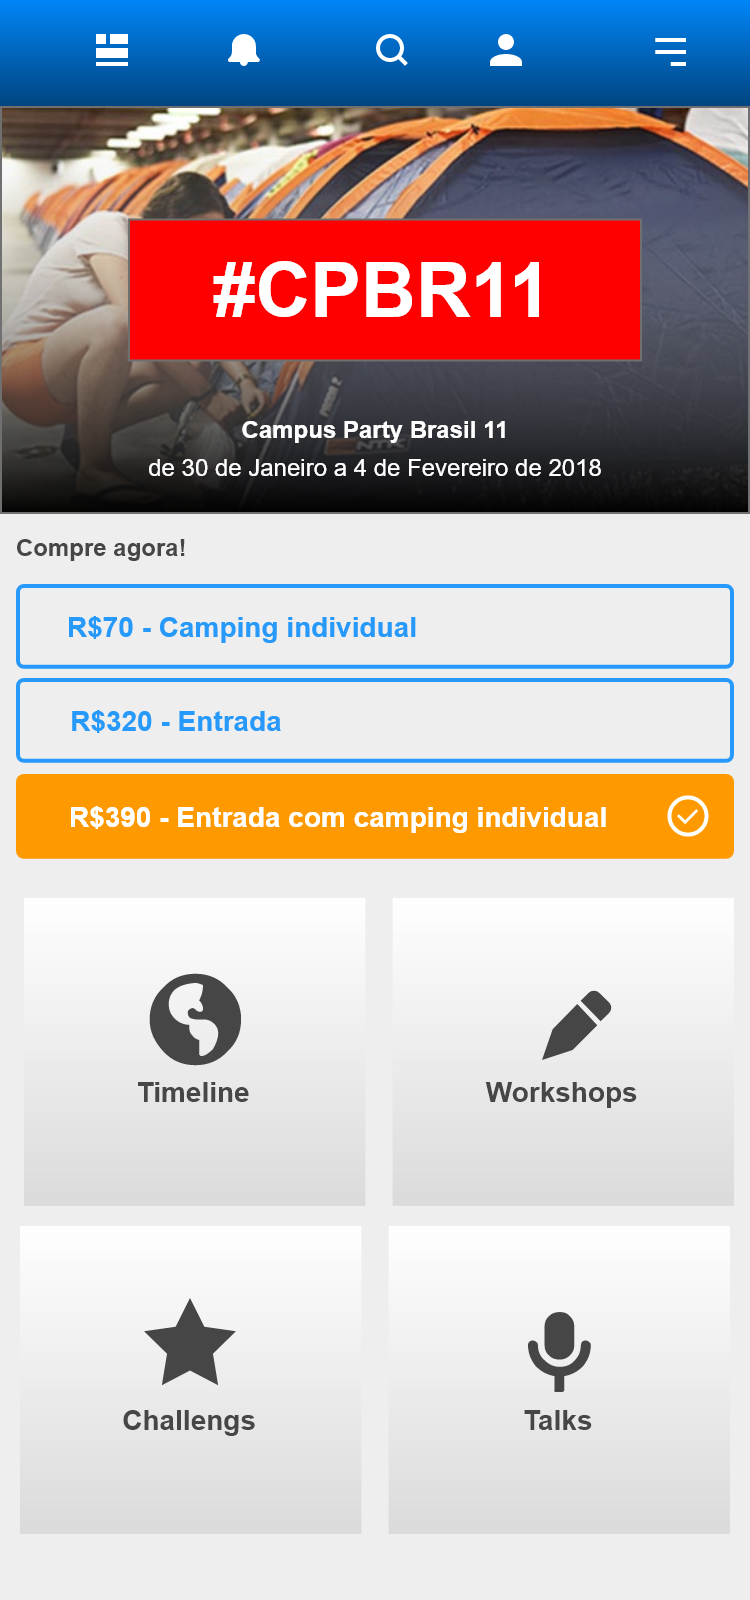 #CPBR11
Campus Party Brasil 11
de 30 de Janeiro a 4 de Fevereiro de 2018
Compre agora!
R$70 - Camping individual
R$320 - Entrada
R$390 - Entrada com camping individual
Timeline
Workshops
Challengs
Talks